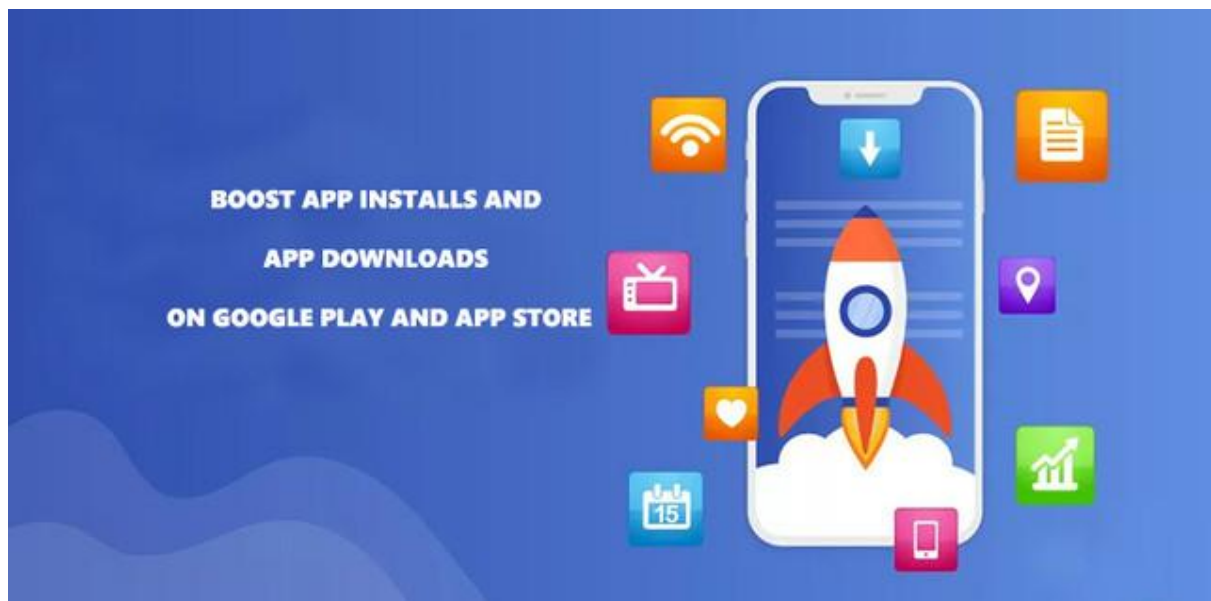 BOOST APP INSTALLS AND
APP DOWNLOADS
ON GOOGLE PLAY AND APP STORE
15